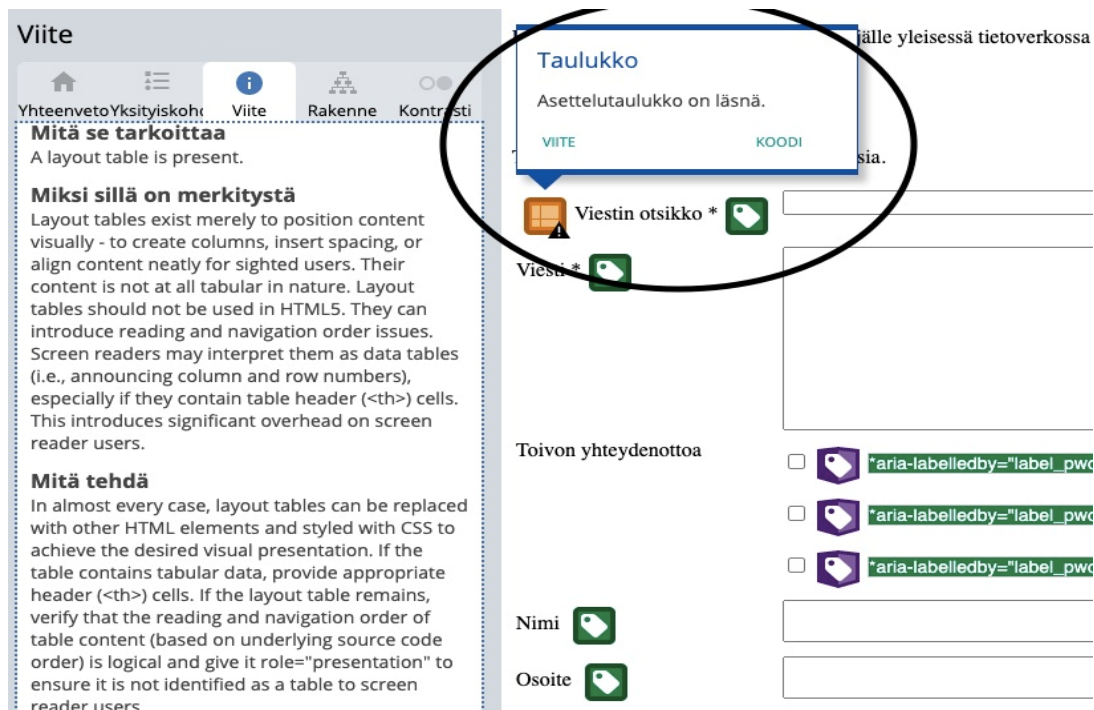 Viite
Yhteenveto Yksityiskoho Viite Rakenne Kontrasti
Mitä se tarkoittaa
A layout table is present.
Miksi sillä on merkitystä
Layout tables exist merely to position content
visually - to create columns, insert spacing, or
align content neatly for sighted users. Their
content is not at all tabular in nature. Layout
tables should not be used in HTML5. They can
introduce reading and navigation order issues.
Screen readers may interpret them as data tables
(i.e., announcing column and row numbers),
especially if they contain table header (<th>) cells.
This introduces significant overhead on screen
reader users.
Mitä tehdä
In almost every case, layout tables can be replaced
with other HTML elements and styled with CSS to
achieve the desired visual presentation. If the
table contains tabular data, provide appropriate
header (<th>) cells. If the layout table remains,
verify that the reading and navigation order of
table content (based on underlying source code
order) is logical and give it role="presentation" to
ensure it is not identified as a table to screen
reader users.
jälle yleisessä tietoverkossa
Taulukko
Asettelutaulukko on läsnä.
VIITE KOODI
sia.
Viestin otsikko *
Viesti *
Toivon yhteydenottoa
*aria-labelledby="label_pwc
*aria-labelledby="label_pwc
*aria-labelledby="label_pwc
Nimi
Osoite